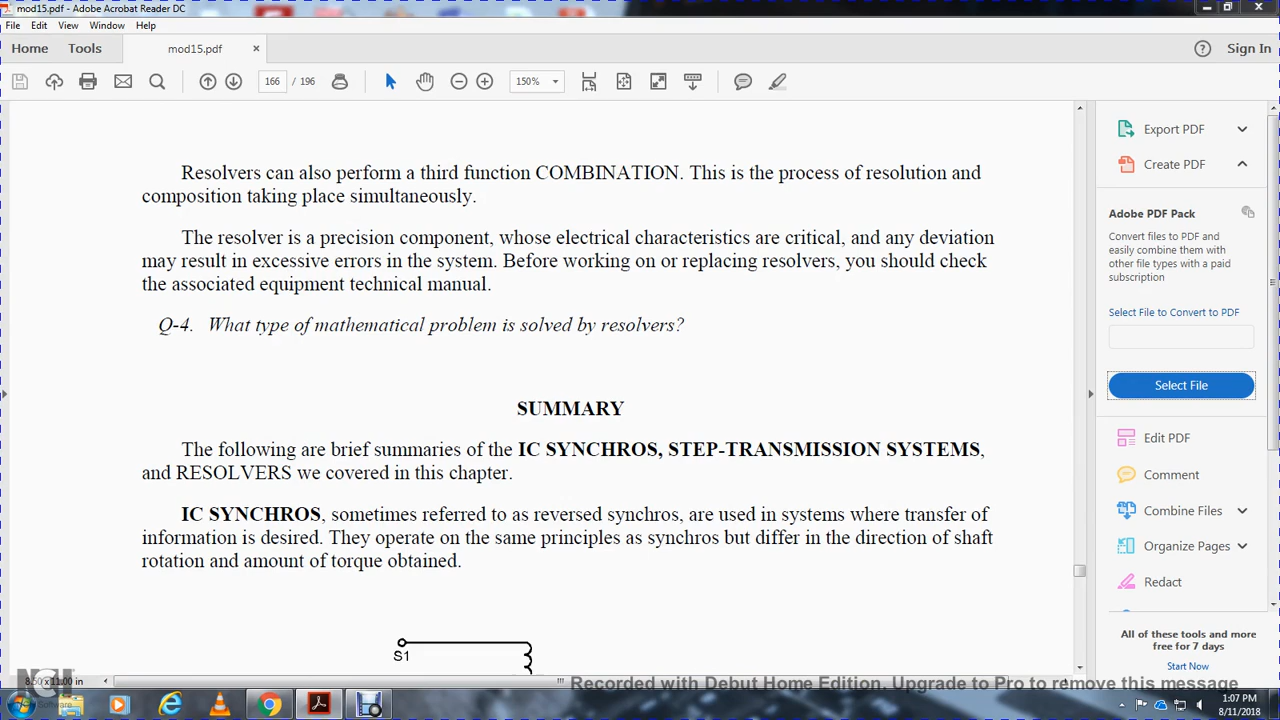 mod15.pdf - Adobe Acrobat Reader DC
File Edit View Window Help
Home Tools mod15.pdf × Sign In
166 / 196 150%
Resolvers can also perform a third function COMBINATION. This is the process of resolution and
composition taking place simultaneously.
The resolver is a precision component, whose electrical characteristics are critical, and any deviation
may result in excessive errors in the system. Before working on or replacing resolvers, you should check
the associated equipment technical manual.
Q-4. What type of mathematical problem is solved by resolvers?
SUMMARY
The following are brief summaries of the IC SYNCHROS, STEP-TRANSMISSION SYSTEMS,
and RESOLVERS we covered in this chapter.
IC SYNCHROS, sometimes referred to as reversed synchros, are used in systems where transfer of
information is desired. They operate on the same principles as synchros but differ in the direction of shaft
rotation and amount of torque obtained.
S1
8.50 x 11.00 in
Export PDF
Create PDF
Adobe PDF Pack
Convert files to PDF and
easily combine them with
other file types with a paid
subscription
Select File to Convert to PDF
Select File
Edit PDF
Comment
Combine Files
Organize Pages
Redact
All of these tools and more
free for 7 days
Start Now
NCH
Software
Recorded with Debut Home Edition. Upgrade to Pro to remove this message
1:07 PM
8/11/2018